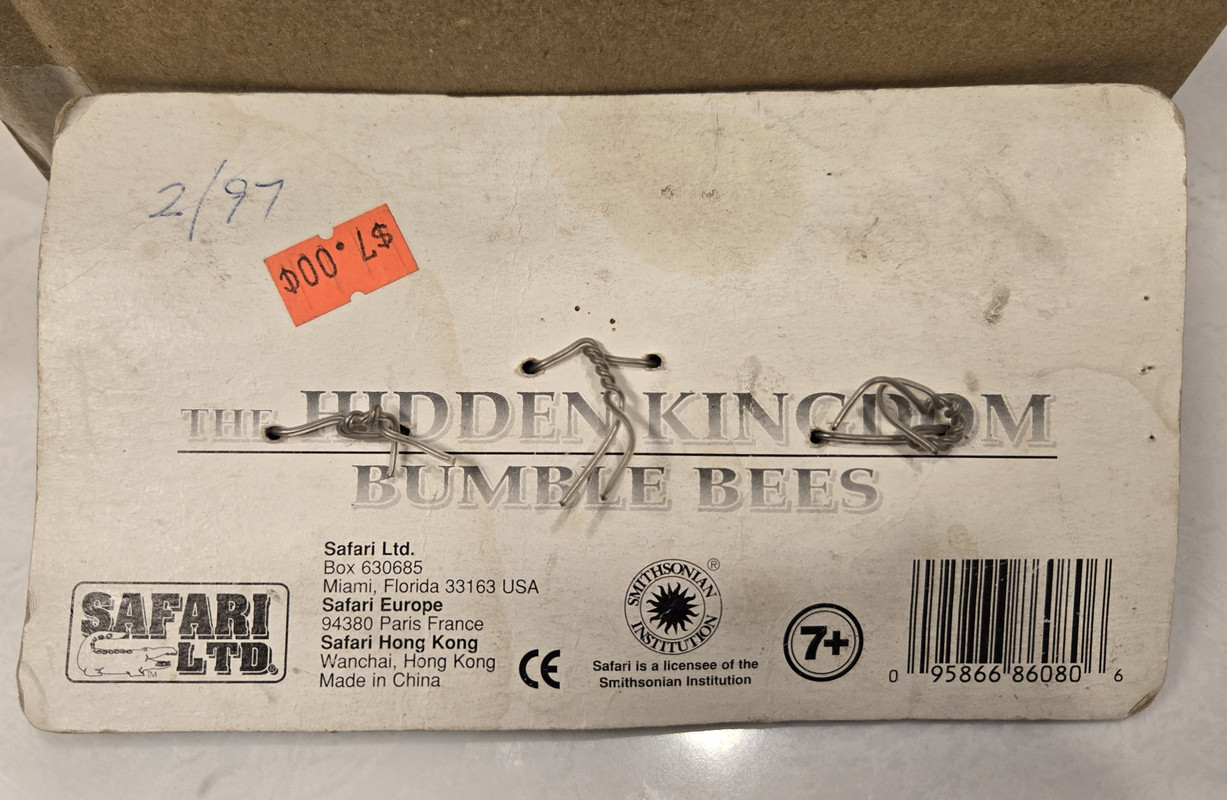 2/97
$7.00¢
THE HIDDEN KINGDOM
BUMBLE BEES
Safari Ltd.
Box 630685
Miami, Florida 33163 USA
Safari Europe
94380 Paris France
Safari Hong Kong
Wanchai, Hong Kong
Made in China
SAFARI
LTD.®
TM
CE
SMITHSONIAN
INSTITUTION
®
Safari is a licensee of the
Smithsonian Institution
7+
0 95866 86080 6